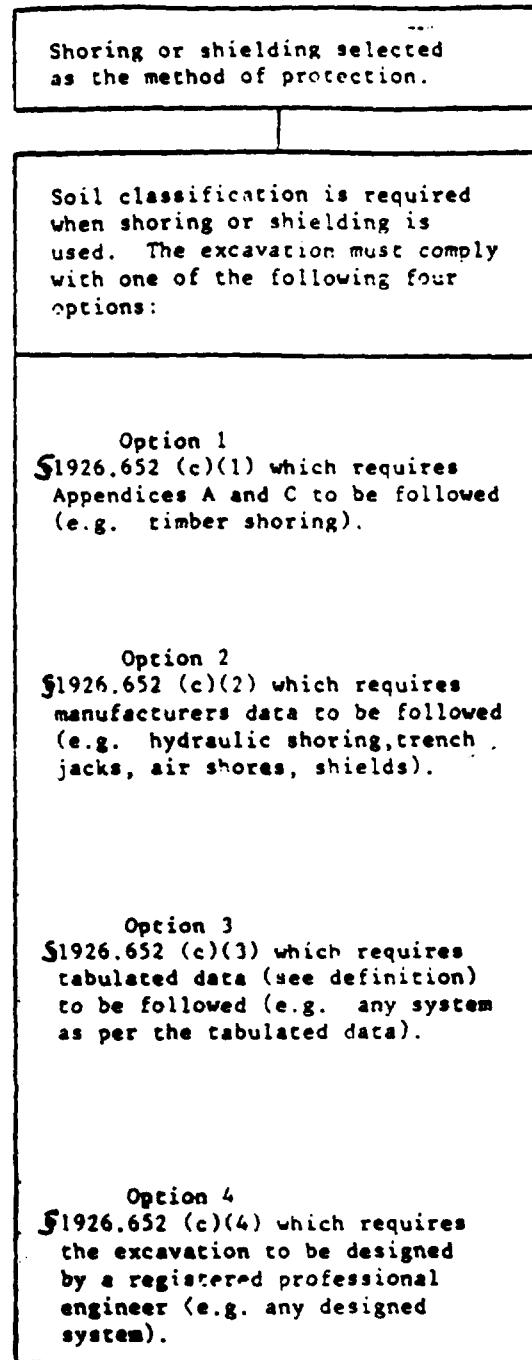 Shoring or shielding selected
as the method of protection.
Soil classification is required
when shoring or shielding is
used. The excavation must comply
with one of the following four
options:
Option 1
§1926.652 (c)(1) which requires
Appendices A and C to be followed
(e.g. timber shoring).
Option 2
§1926.652 (c)(2) which requires
manufacturers data to be followed
(e.g. hydraulic shoring,trench
jacks, air shores, shields).
Option 3
§1926.652 (c)(3) which requires
tabulated data (see definition)
to be followed (e.g. any system
as per the tabulated data).
Option 4
§1926.652 (c)(4) which requires
the excavation to be designed
by a registered professional
engineer (e.g. any designed
system).